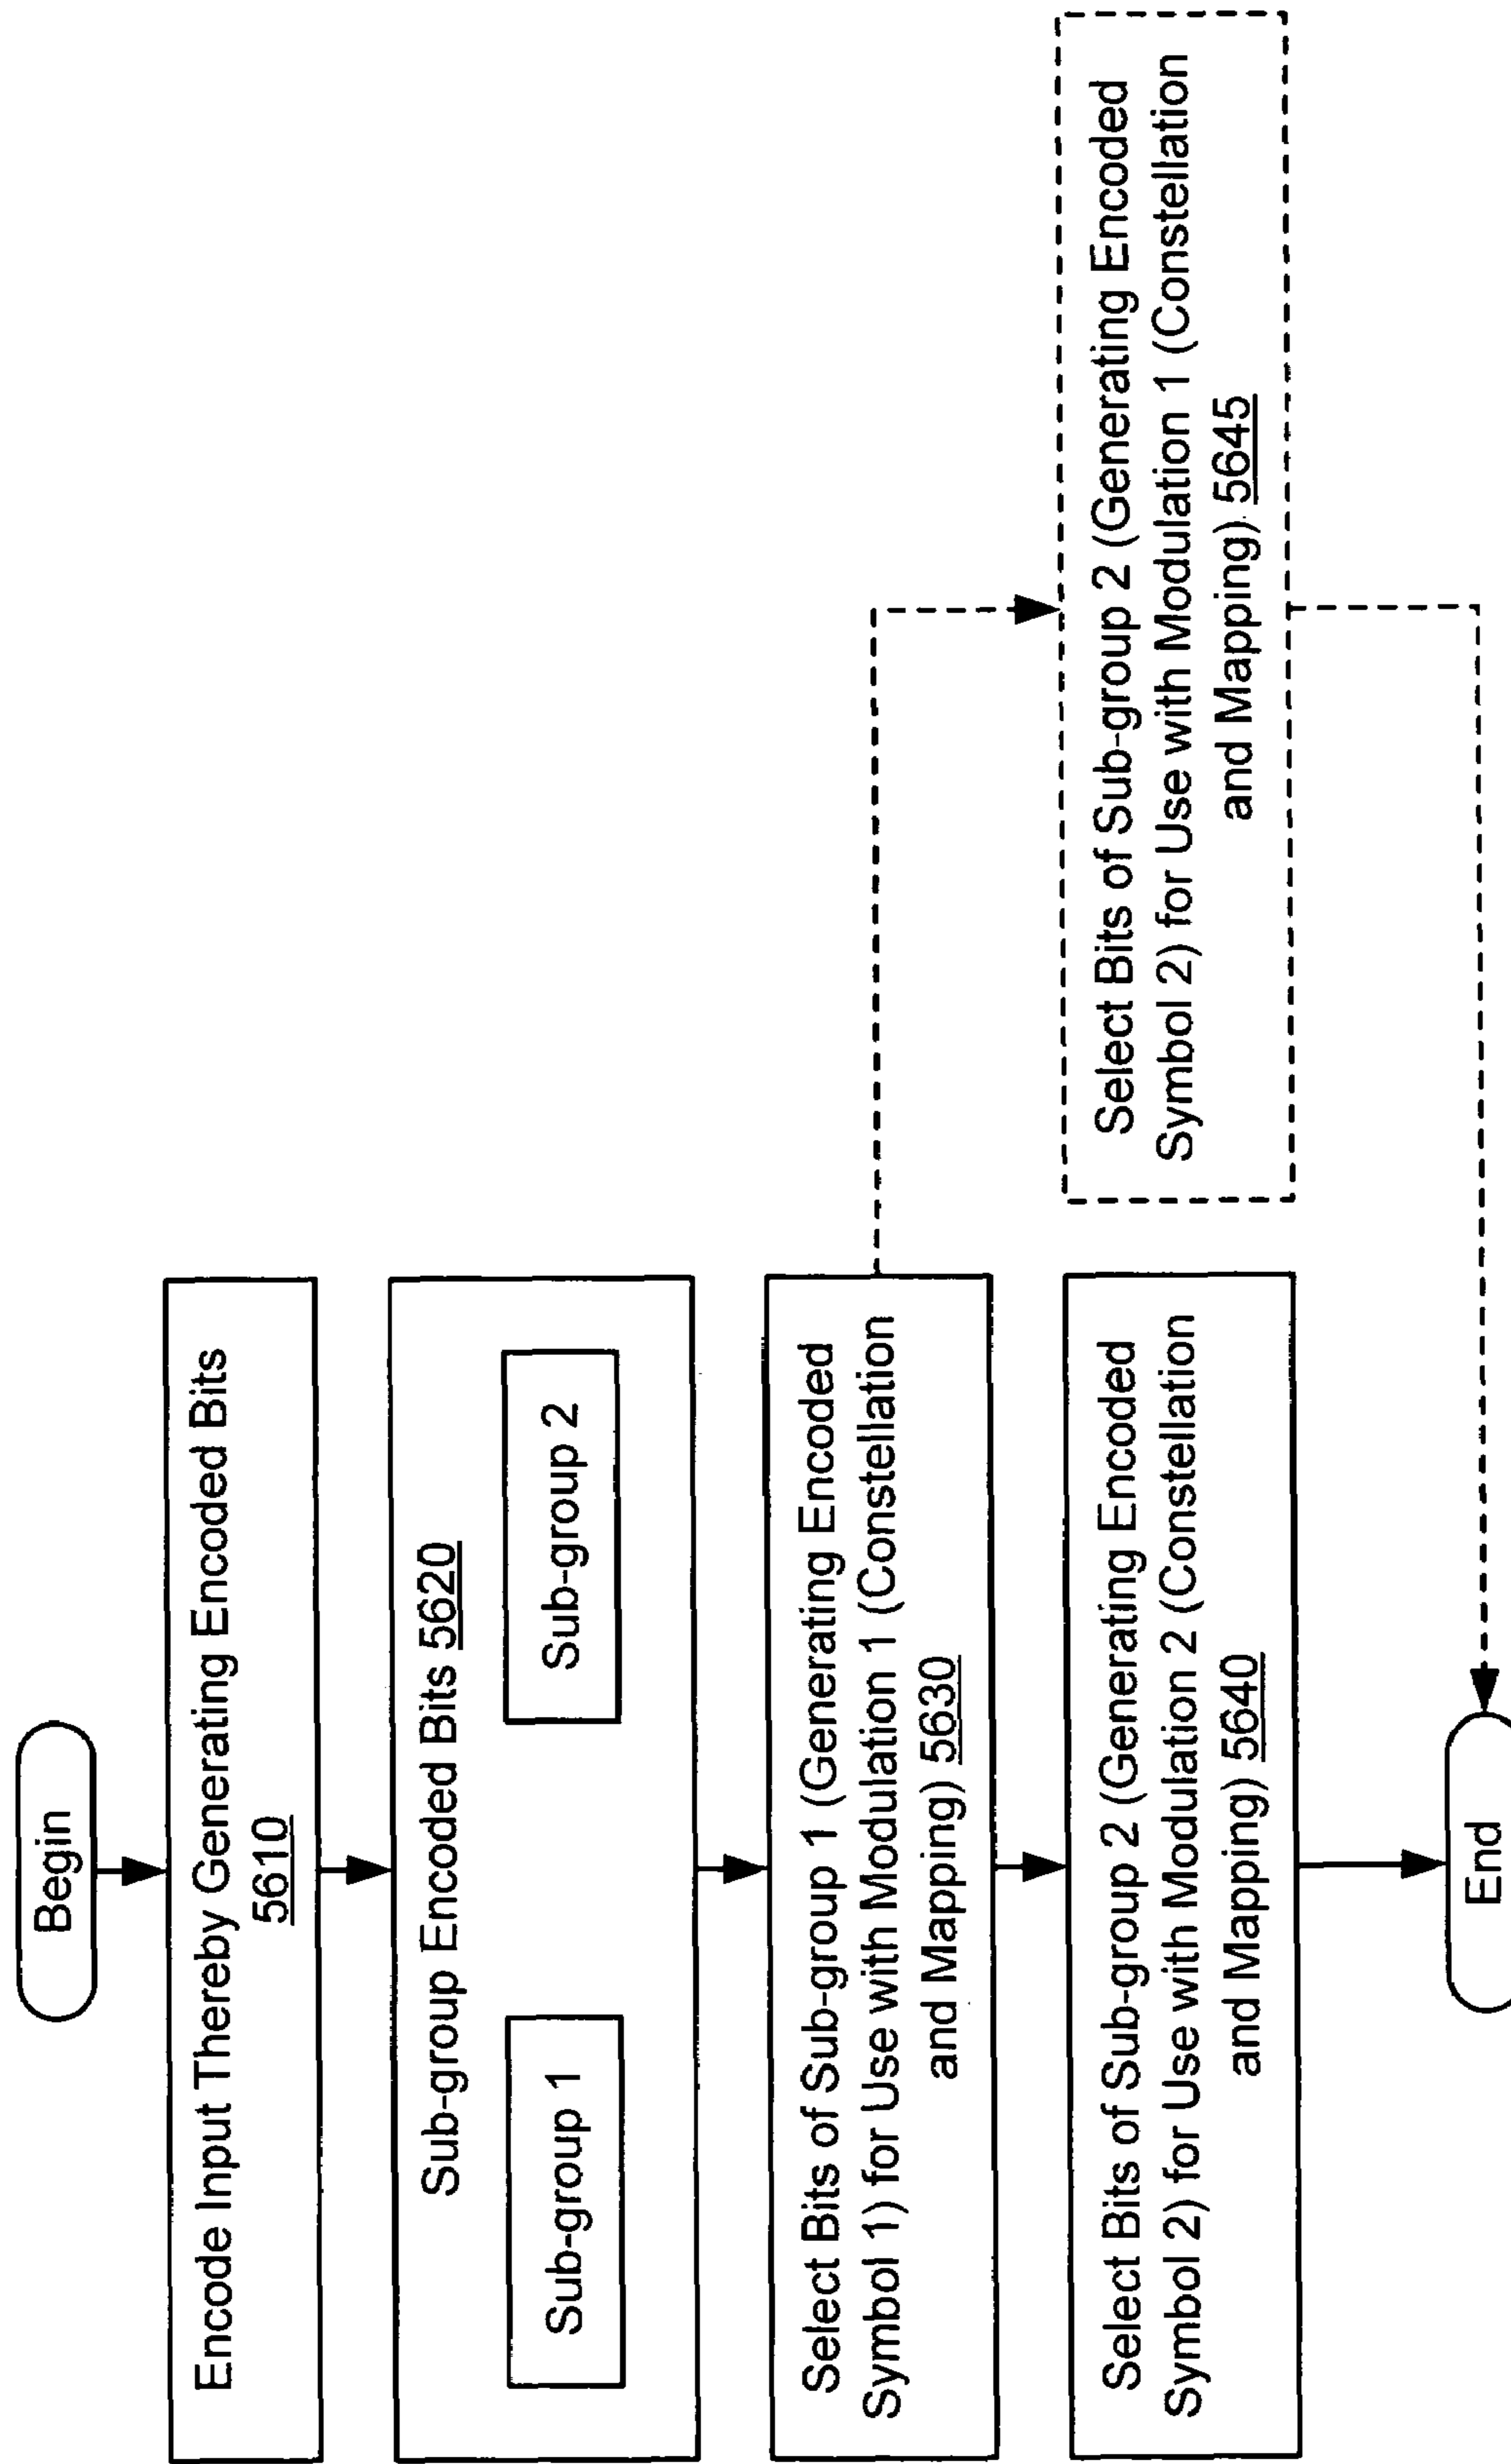 Begin
Encode Input Thereby Generating Encoded Bits
5610
Sub-group Encoded Bits 5620
Sub-group 1
Sub-group 2
Select Bits of Sub-group 1 (Generating Encoded
Symbol 1) for Use with Modulation 1 (Constellation
and Mapping) 5630
Select Bits of Sub-group 2 (Generating Encoded
Symbol 2) for Use with Modulation 2 (Constellation
and Mapping) 5640
Select Bits of Sub-group 2 (Generating Encoded
Symbol 2) for Use with Modulation 1 (Constellation
and Mapping) 5645
End